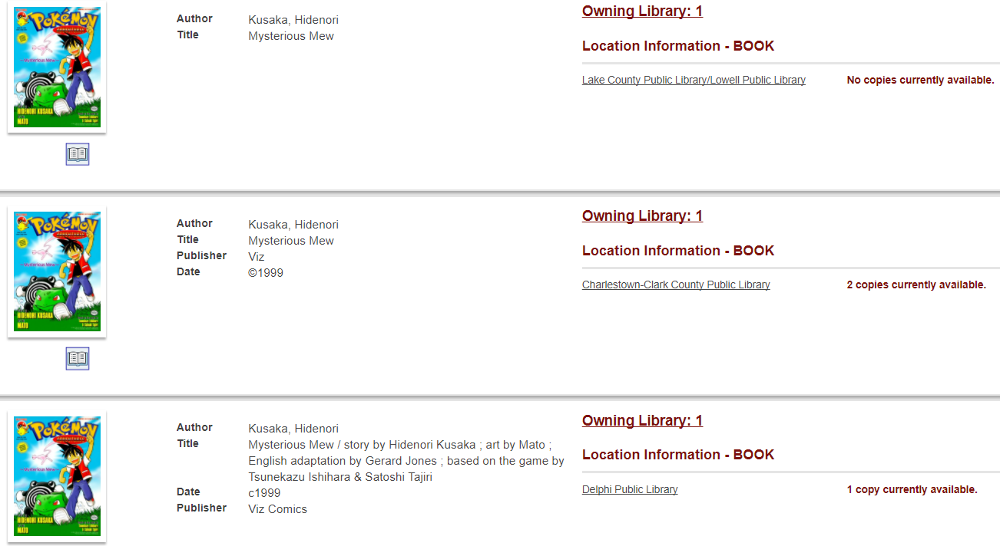 POKéMON
ADVENTURES
Mysterious Mew
HIDENORI KUSAKA
MATO
Author Kusaka, Hidenori
Title Mysterious Mew
Owning Library: 1
Location Information - BOOK
Lake County Public Library/Lowell Public Library No copies currently available.
POKéMON
ADVENTURES
Mysterious Mew
HIDENORI KUSAKA
MATO
Author Kusaka, Hidenori
Title Mysterious Mew
Publisher Viz
Date ©1999
Owning Library: 1
Location Information - BOOK
Charlestown-Clark County Public Library 2 copies currently available.
POKéMON
ADVENTURES
Mysterious Mew
HIDENORI KUSAKA
MATO
Author Kusaka, Hidenori
Title Mysterious Mew / story by Hidenori Kusaka ; art by Mato ;
English adaptation by Gerard Jones ; based on the game by
Tsunekazu Ishihara & Satoshi Tajiri
Date c1999
Publisher Viz Comics
Owning Library: 1
Location Information - BOOK
Delphi Public Library 1 copy currently available.